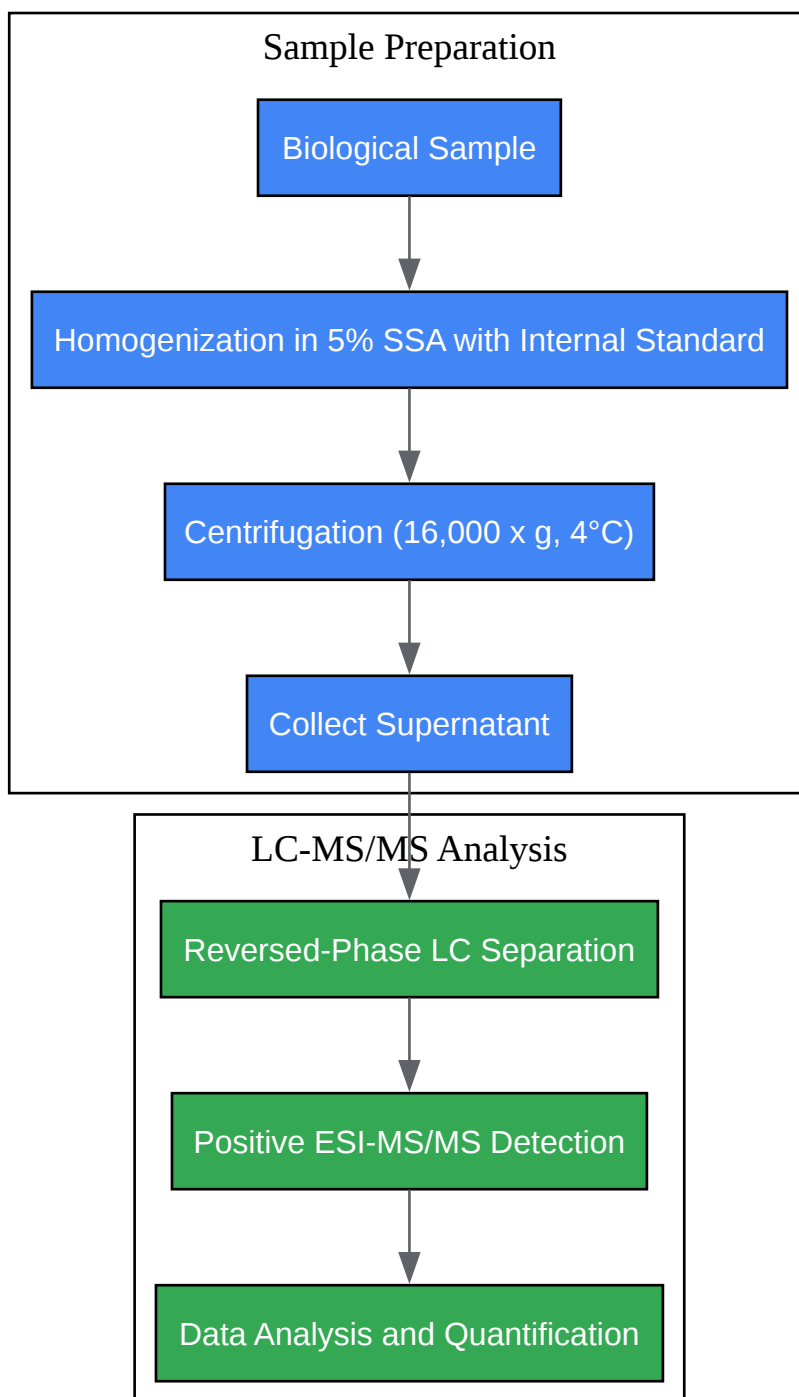 Sample Preparation
Biological Sample
Homogenization in 5% SSA with Internal Standard
Centrifugation (16,000 x g, 4°C)
Collect Supernatant
LC-MS/MS Analysis
Reversed-Phase LC Separation
Positive ESI-MS/MS Detection
Data Analysis and Quantification